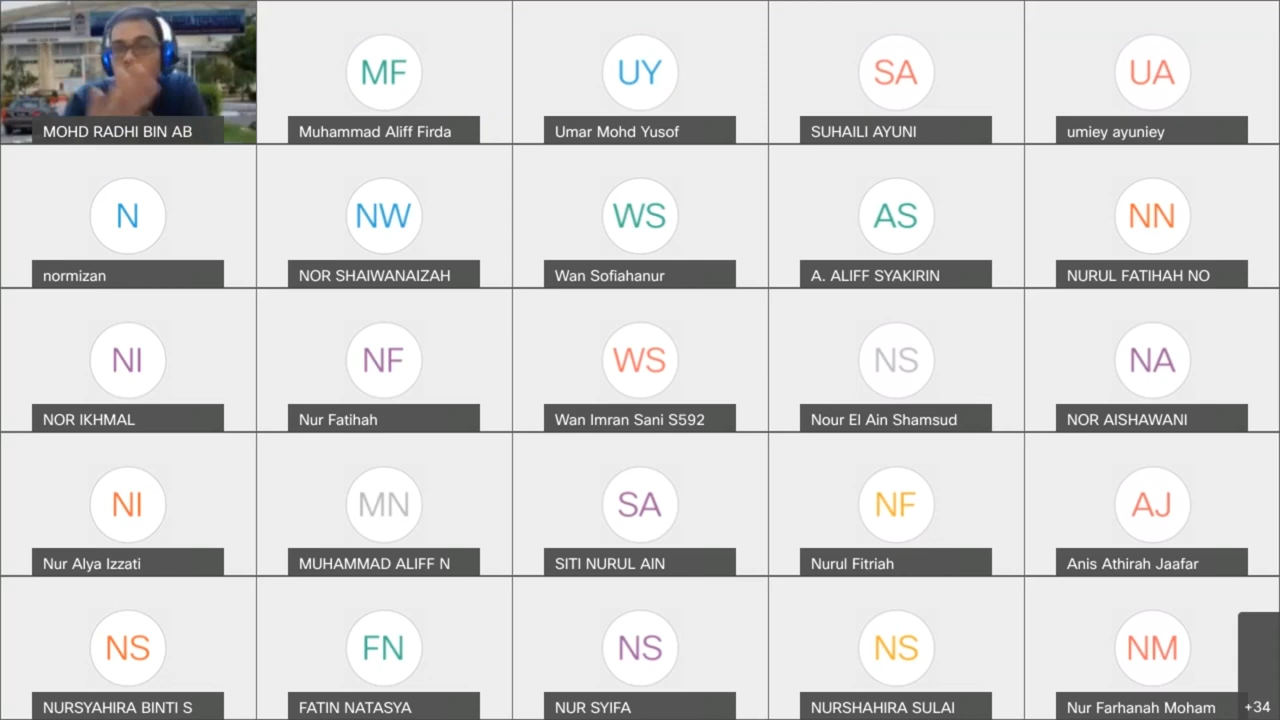 MOHD RADHI BIN AB
MF
Muhammad Aliff Firda
UY
Umar Mohd Yusof
SA
SUHAILI AYUNI
UA
umiey ayuniey
N
normizan
NW
NOR SHAIWANAIZAH
WS
Wan Sofiahanur
AS
A. ALIFF SYAKIRIN
NN
NURUL FATIHAH NO
NI
NOR IKHMAL
NF
Nur Fatihah
WS
Wan Imran Sani S592
NS
Nour El Ain Shamsud
NA
NOR AISHAWANI
NI
Nur Alya Izzati
MN
MUHAMMAD ALIFF N
SA
SITI NURUL AIN
NF
Nurul Fitriah
AJ
Anis Athirah Jaafar
NS
NURSYAHIRA BINTI S
FN
FATIN NATASYA
NS
NUR SYIFA
NS
NURSHAHIRA SULAI
NM
Nur Farhanah Moham
+34